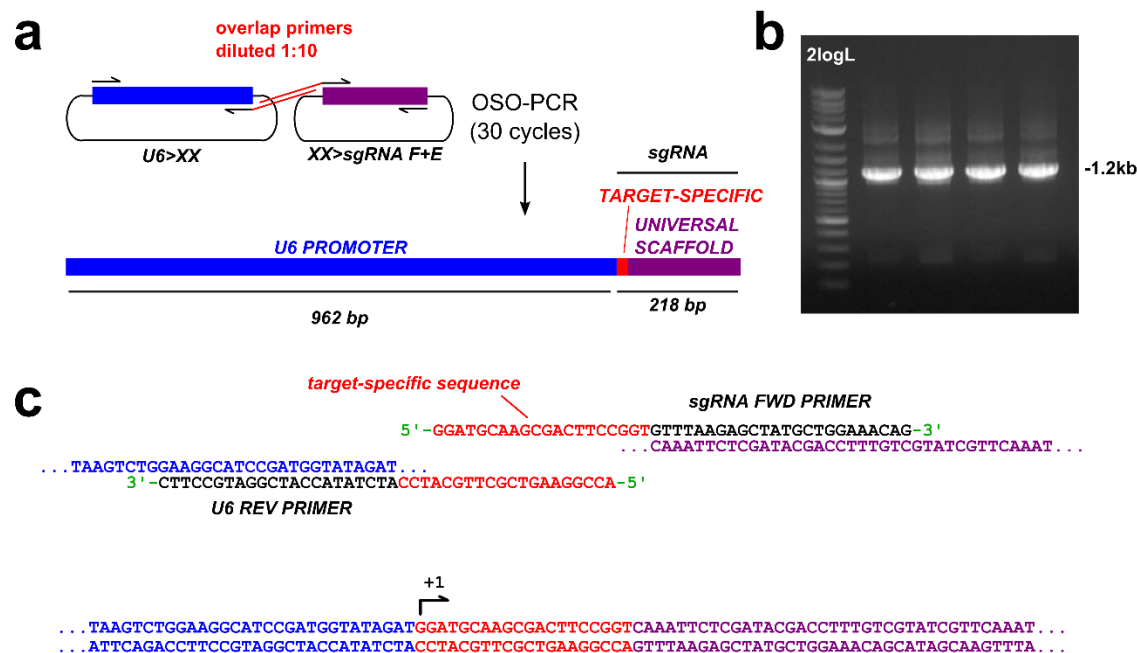 a
overlap primers
diluted 1:10
U6>XX
XX>sgRNA F+E
OSO-PCR
(30 cycles)
sgRNA
TARGET-SPECIFIC
UNIVERSAL
SCAFFOLD
U6 PROMOTER
962 bp
218 bp
b
2logL
-1.2kb
c
target-specific sequence
sgRNA FWD PRIMER
5'-GGATGCAAGCGACTTCCGGTGTTTAAGAGCTATGCTGGAAACAG-3'
...CAAATTCTCGATACGACCTTTGTCGTATCGTTCAAAT...
...TAAGTCTGGAAGGCATCCGATGGTATAGAT...
3'-CTTCCGTAGGCTACCATATCTACCTACGTTCGCTGAAGGCCA-5'
U6 REV PRIMER
+1
...TAAGTCTGGAAGGCATCCGATGGTATAGATGGATGCAAGCGACTTCCGGTCAAATTCTCGATACGACCTTTGTCGTATCGTTCAAAT...
...ATTCAGACCTTCCGTAGGCTACCATATCTACCTACGTTCGCTGAAGGCCAGTTTAAGAGCTATGCTGGAAACAGCATAGCAAGTTTA...